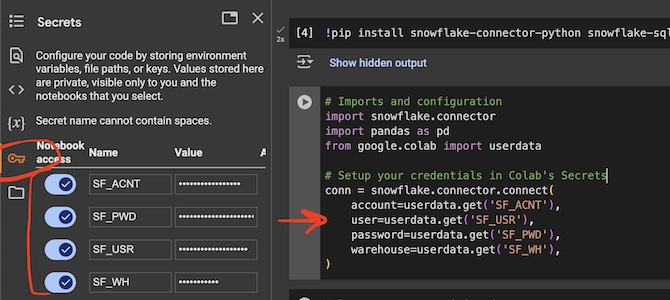 Secrets
Configure your code by storing environment
variables, file paths, or keys. Values stored here
are private, visible only to you and the
notebooks that you select.
Secret name cannot contain spaces.
Notebook
access
Name
Value
A
SF_ACNT
••••••••••••••••
SF_PWD
••••••••••••••••••••
SF_USR
••••••••••••••
SF_WH
••••••••••
{x}
2s
[4]
!pip install snowflake-connector-python snowflake-sql
Show hidden output
# Imports and configuration
import snowflake.connector
import pandas as pd
from google.colab import userdata
# Setup your credentials in Colab's Secrets
conn = snowflake.connector.connect(
account=userdata.get('SF_ACNT'),
user=userdata.get('SF_USR'),
password=userdata.get('SF_PWD'),
warehouse=userdata.get('SF_WH'),
)